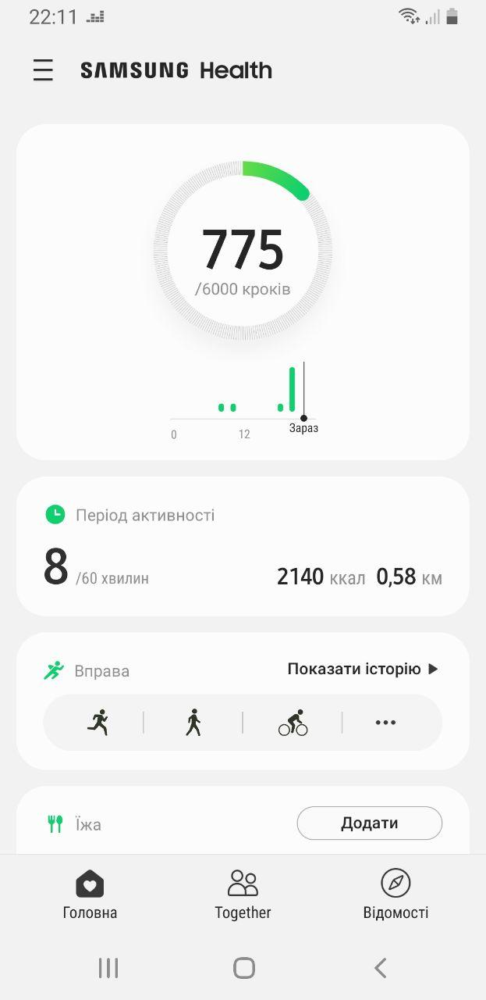 22:11
SAMSUNG Health
775
/6000 кроків
0 12 Зараз
Період активності
8 /60 хвилин 2140 ккал 0,58 км
Вправа Показати історію
Їжа Додати
Головна Together Відомості